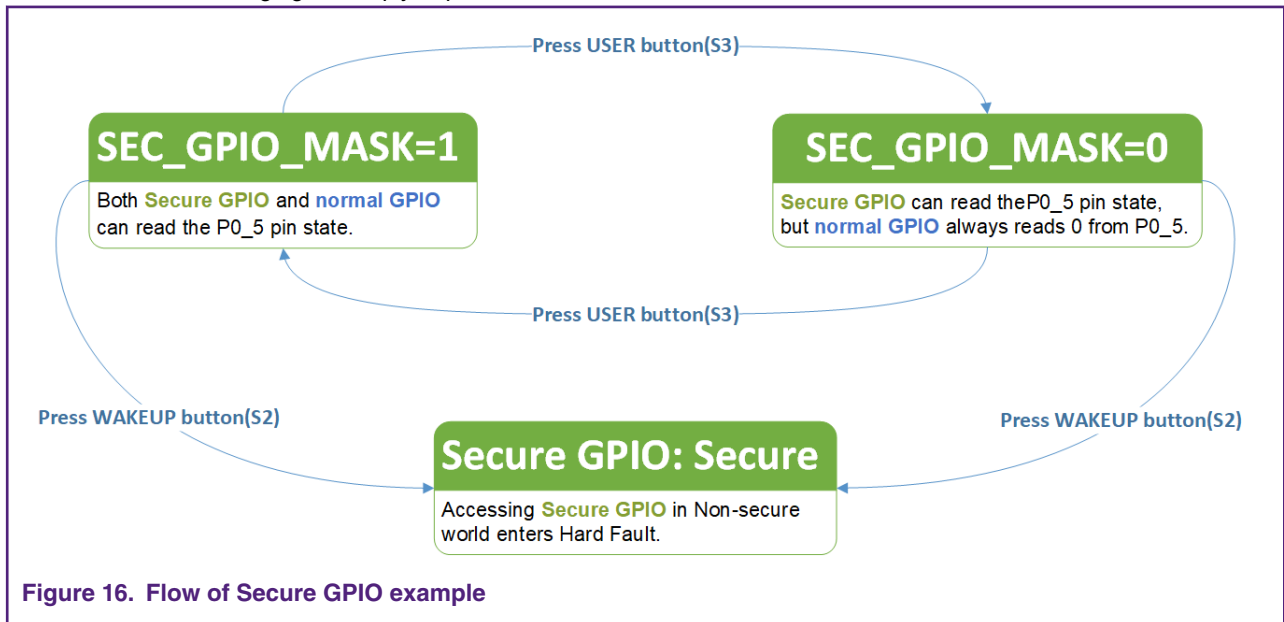 Press USER button(S3)
SEC_GPIO_MASK=1
Both Secure GPIO and normal GPIO
can read the P0_5 pin state.
SEC_GPIO_MASK=0
Secure GPIO can read theP0_5 pin state,
but normal GPIO always reads 0 from P0_5.
Press USER button(S3)
Press WAKEUP button(S2)
Press WAKEUP button(S2)
Secure GPIO: Secure
Accessing Secure GPIO in Non-secure
world enters Hard Fault.
Figure 16. Flow of Secure GPIO example